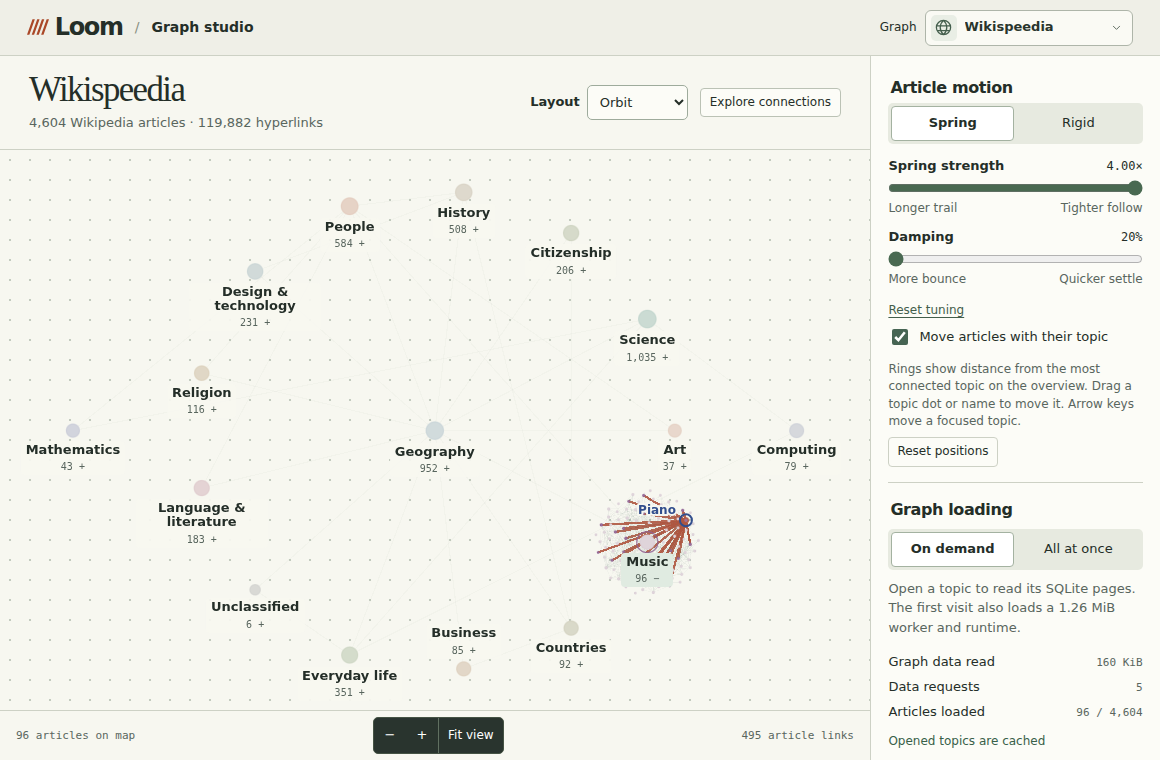 Loom / Graph studio
Graph Wikispeedia
Wikispeedia
4,604 Wikipedia articles · 119,882 hyperlinks
Layout Orbit Explore connections
People
584 +
History
508 +
Citizenship
206 +
Design &
technology
231 +
Science
1,035 +
Religion
116 +
Mathematics
43 +
Geography
952 +
Art
37 +
Computing
79 +
Language &
literature
183 +
Piano
Music
96 −
Unclassified
6 +
Business
85 +
Countries
92 +
Everyday life
351 +
96 articles on map
− + Fit view
495 article links
Article motion
Spring Rigid
Spring strength 4.00×
Longer trail Tighter follow
Damping 20%
More bounce Quicker settle
Reset tuning
Move articles with their topic
Rings show distance from the most
connected topic on the overview. Drag a
topic dot or name to move it. Arrow keys
move a focused topic.
Reset positions
Graph loading
On demand All at once
Open a topic to read its SQLite pages.
The first visit also loads a 1.26 MiB
worker and runtime.
Graph data read 160 KiB
Data requests 5
Articles loaded 96 / 4,604
Opened topics are cached